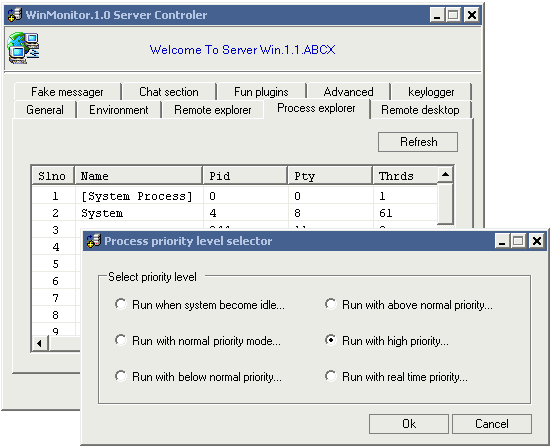 WinMonitor.1.0 Server Controler
Welcome To Server Win.1.1.ABCX
Fake messager Chat section Fun plugins Advanced keylogger
General Environment Remote explorer Process explorer Remote desktop
Refresh
Slno Name Pid Pty Thrds
1 [System Process] 0 0 1
2 System 4 8 61
3
4
5
6
7
8
9
Process priority level selector
Select priority level
Run when system become idle... Run with above normal priority...
Run with normal priority mode... Run with high priority...
Run with below normal priority... Run with real time priority...
Ok Cancel